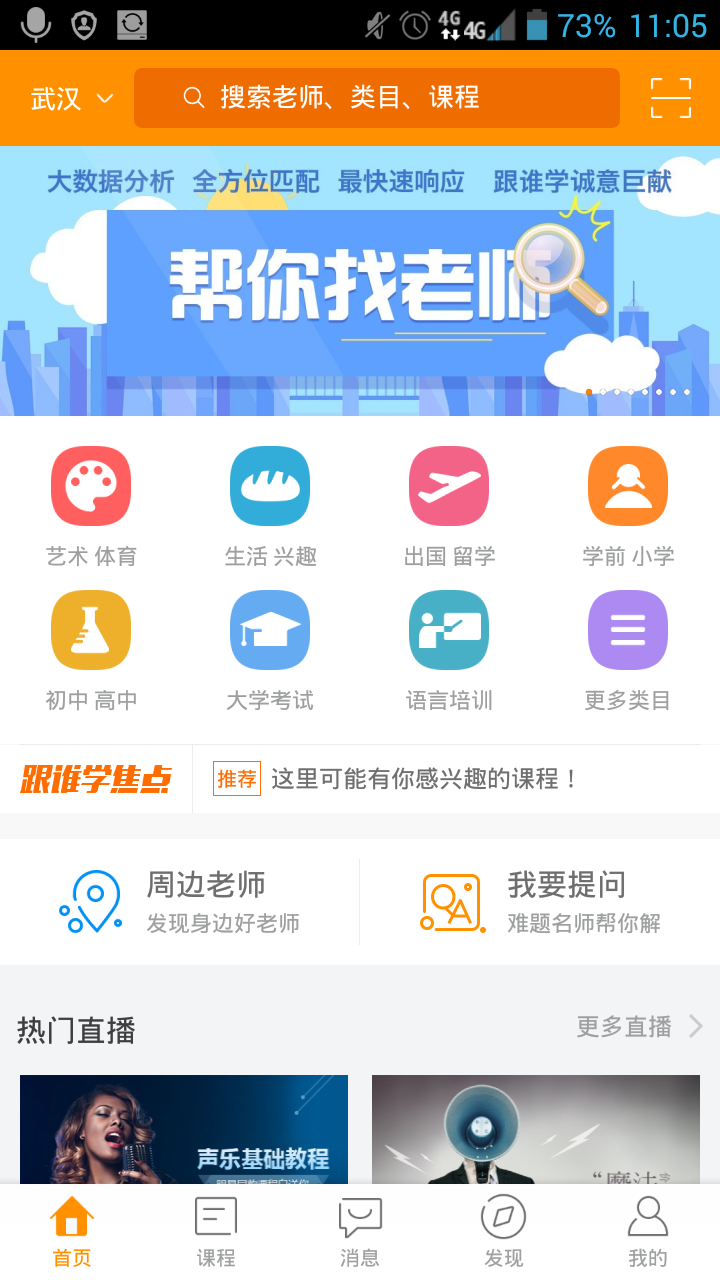 4G 4G 73% 11:05
武汉 搜索老师、类目、课程
大数据分析 全方位匹配 最快速响应 跟谁学诚意巨献
帮你找老师
艺术 体育 生活 兴趣 出国 留学 学前 小学
初中 高中 大学考试 语言培训 更多类目
跟谁学焦点 推荐 这里可能有你感兴趣的课程！
周边老师 我要提问
发现身边好老师 难题名师帮你解
热门直播 更多直播
声乐基础教程
首页 课程 消息 发现 我的